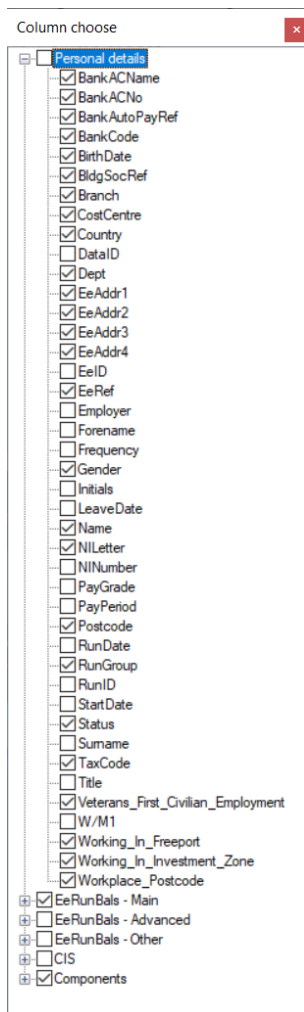 Column choose
Personal details
BankACName
BankACNo
BankAutoPayRef
BankCode
BirthDate
BldgSocRef
Branch
CostCentre
Country
DataID
Dept
EeAddr1
EeAddr2
EeAddr3
EeAddr4
EeID
EeRef
Employer
Forename
Frequency
Gender
Initials
LeaveDate
Name
NILetter
NINumber
PayGrade
PayPeriod
Postcode
RunDate
RunGroup
RunID
StartDate
Status
Surname
TaxCode
Title
Veterans_First_Civilian_Employment
W/M1
Working_In_Freeport
Working_In_Investment_Zone
Workplace_Postcode
EeRunBals - Main
EeRunBals - Advanced
EeRunBals - Other
CIS
Components